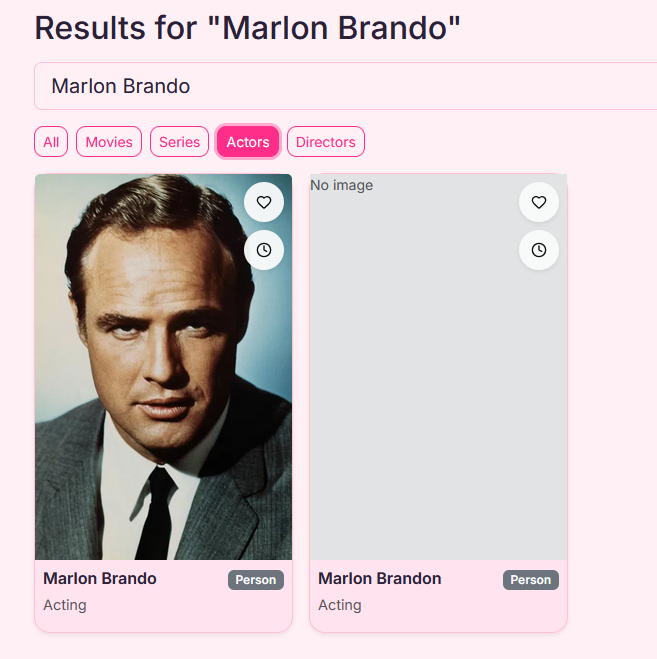 Results for "Marlon Brando"
Marlon Brando
All Movies Series Actors Directors
No image
Marlon Brando Person
Acting
Marlon Brandon Person
Acting